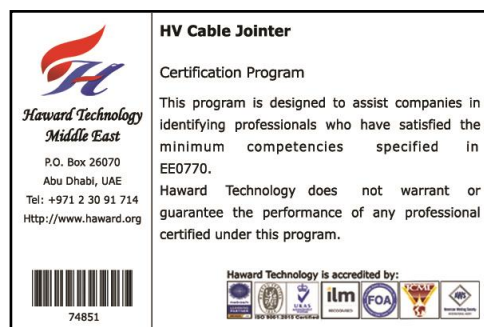 Haward Technology
Middle East
P.O. Box 26070
Abu Dhabi, UAE
Tel: +971 2 30 91 714
Http://www.haward.org
74851
HV Cable Jointer
Certification Program
This program is designed to assist companies in
identifying professionals who have satisfied the
minimum competencies specified in
EE0770.
Haward Technology does not warrant or
guarantee the performance of any professional
certified under this program.
Haward Technology is accredited by:
UKAS
ilm
FOA
ICML
AWS
ISO 9001:2015 Certified